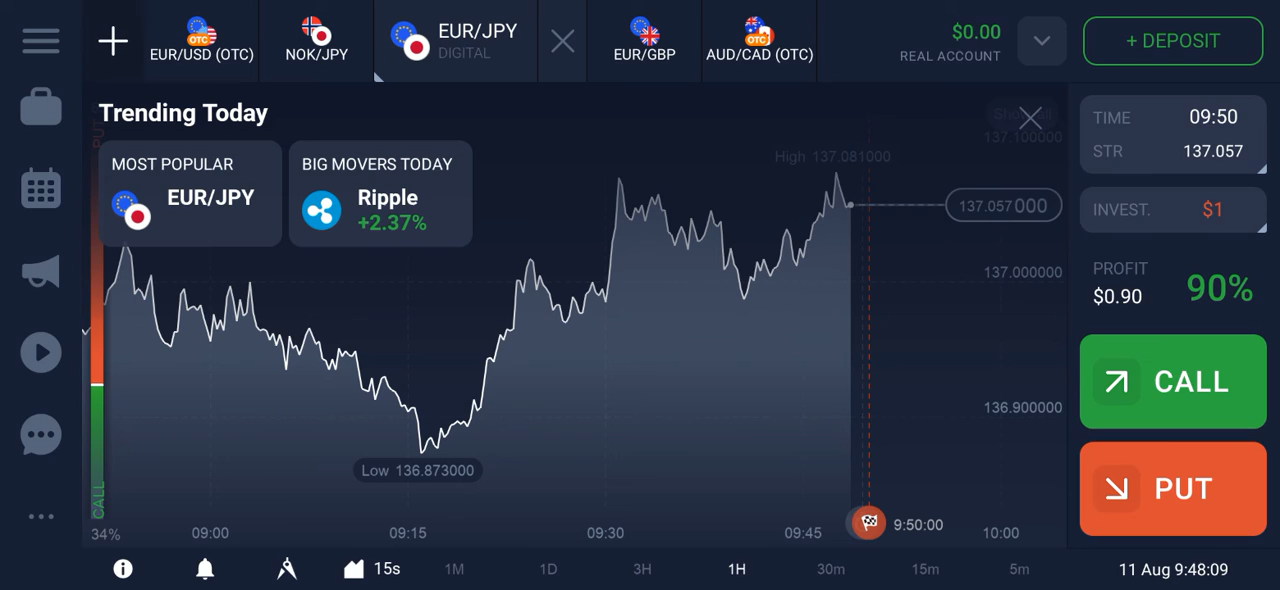 EUR/USD (OTC)
NOK/JPY
EUR/JPY
DIGITAL
EUR/GBP
AUD/CAD (OTC)
$0.00
REAL ACCOUNT
+ DEPOSIT
Trending Today
MOST POPULAR
EUR/JPY
BIG MOVERS TODAY
Ripple
+2.37%
137.100000
High 137.081000
137.057000
137.000000
136.900000
Low 136.873000
PUT
CALL
34%
09:00
09:15
09:30
09:45
9:50:00
10:00
TIME 09:50
STR 137.057
INVEST. $1
PROFIT
$0.90
90%
CALL
PUT
15s
1M
1D
3H
1H
30m
15m
5m
11 Aug 9:48:09
OTC
OTC